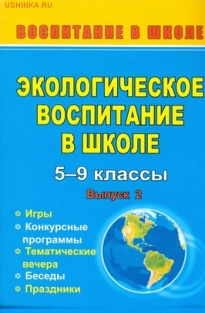 USHINKA.RU
ВОСПИТАНИЕ В ШКОЛЕ
ЭКОЛОГИЧЕСКОЕ
ВОСПИТАНИЕ
В ШКОЛЕ
5–9 классы
Выпуск 2
Игры
Конкурсные
программы
Тематические
вечера
Беседы
Праздники